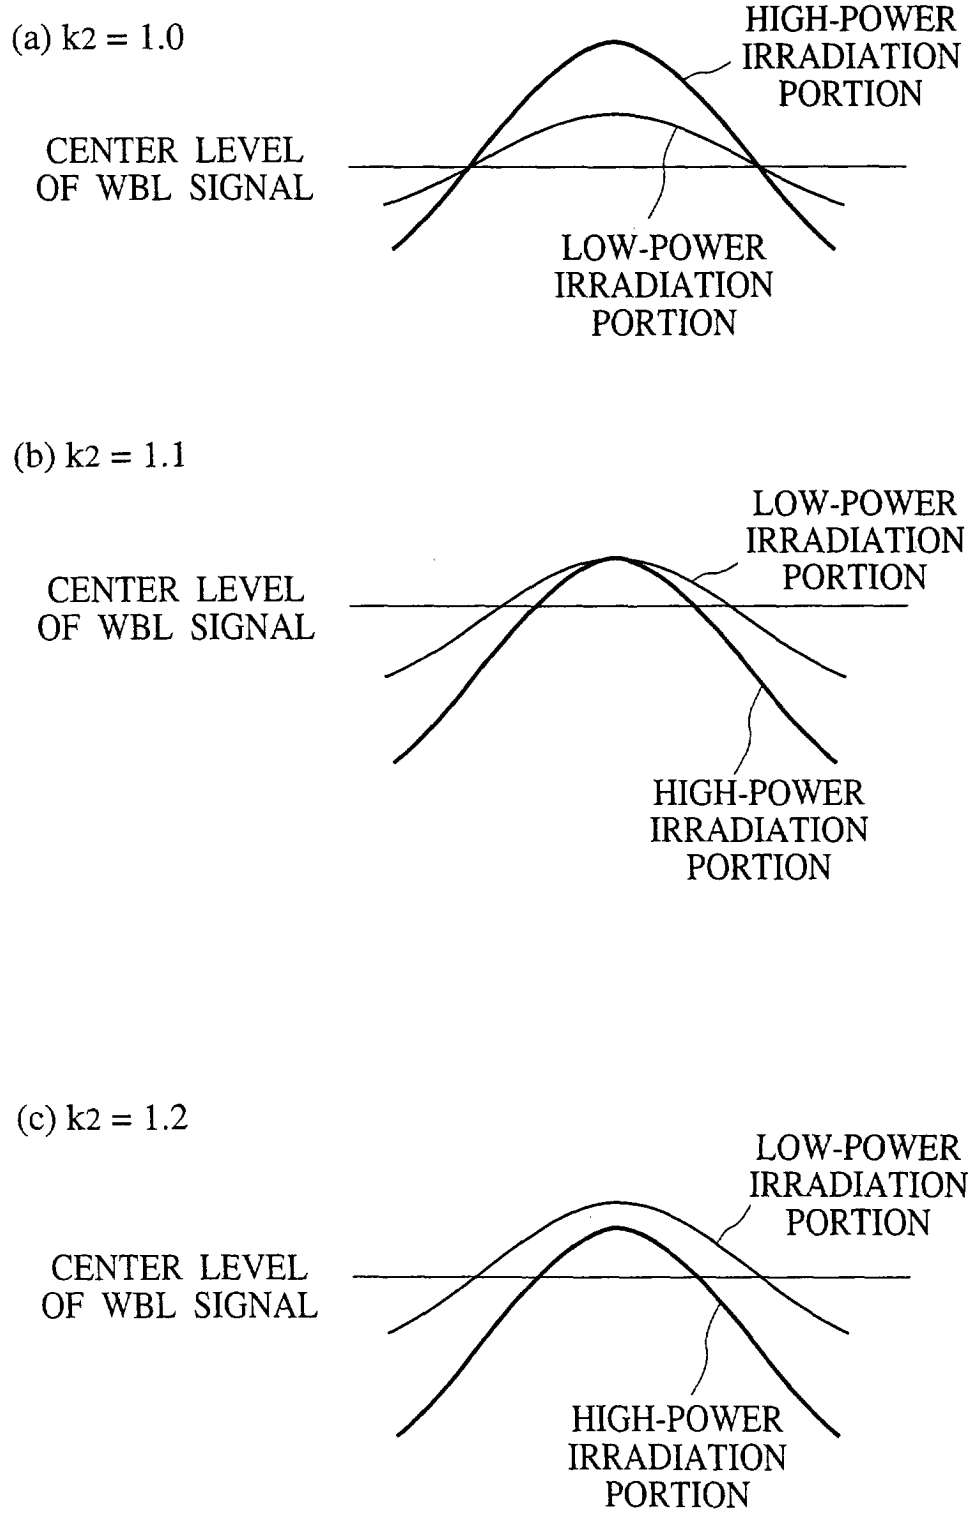 (a) k2 = 1.0
HIGH-POWER
IRRADIATION
PORTION
CENTER LEVEL
OF WBL SIGNAL
LOW-POWER
IRRADIATION
PORTION
(b) k2 = 1.1
LOW-POWER
IRRADIATION
PORTION
CENTER LEVEL
OF WBL SIGNAL
HIGH-POWER
IRRADIATION
PORTION
(c) k2 = 1.2
LOW-POWER
IRRADIATION
PORTION
CENTER LEVEL
OF WBL SIGNAL
HIGH-POWER
IRRADIATION
PORTION